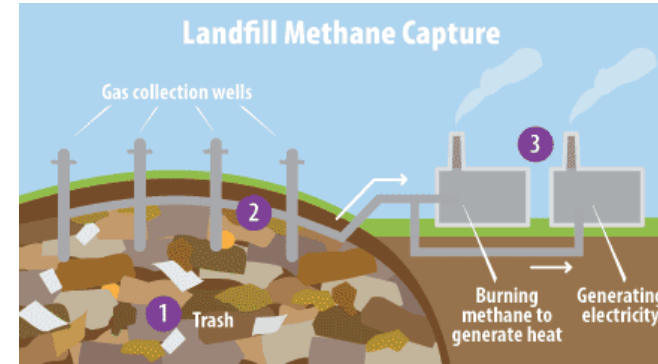 Landfill Methane Capture
Gas collection wells
3
2
1
Trash
Burning
methane to
generate heat
Generating
electricity